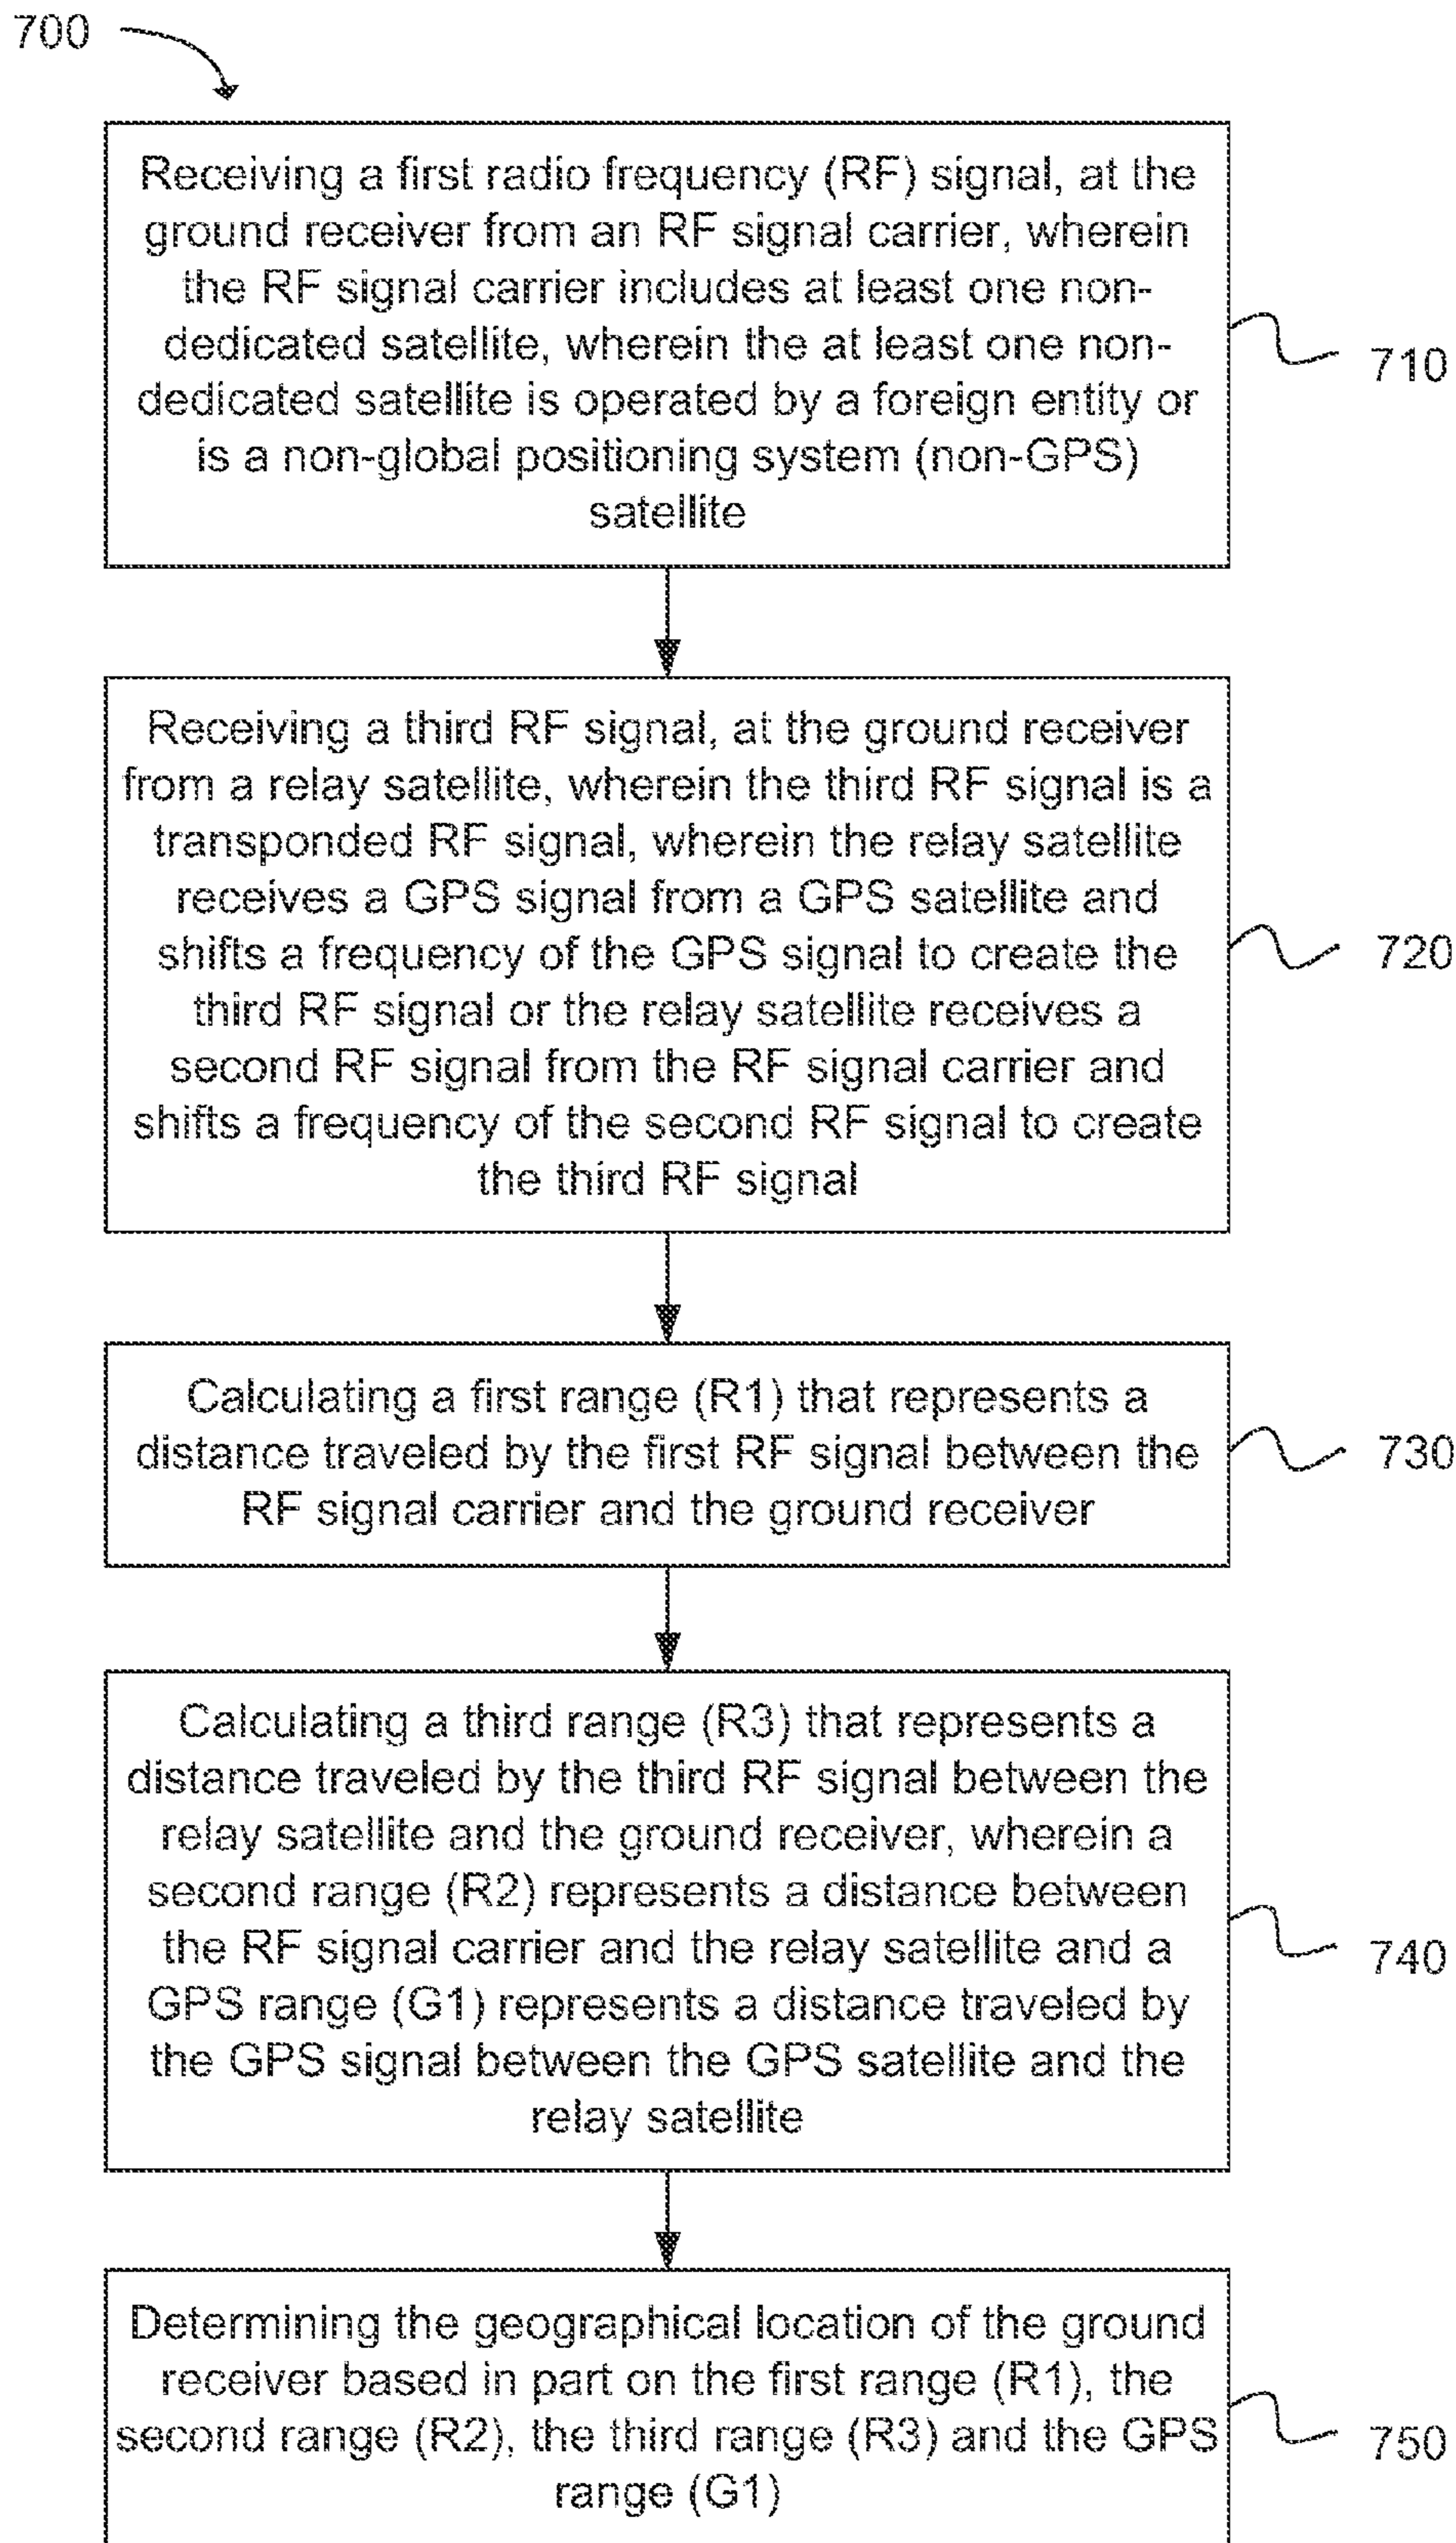 700
Receiving a first radio frequency (RF) signal, at the
ground receiver from an RF signal carrier, wherein
the RF signal carrier includes at least one non-
dedicated satellite, wherein the at least one non-
dedicated satellite is operated by a foreign entity or
is a non-global positioning system (non-GPS)
satellite
710
Receiving a third RF signal, at the ground receiver
from a relay satellite, wherein the third RF signal is a
transponded RF signal, wherein the relay satellite
receives a GPS signal from a GPS satellite and
shifts a frequency of the GPS signal to create the
third RF signal or the relay satellite receives a
second RF signal from the RF signal carrier and
shifts a frequency of the second RF signal to create
the third RF signal
720
Calculating a first range (R1) that represents a
distance traveled by the first RF signal between the
RF signal carrier and the ground receiver
730
Calculating a third range (R3) that represents a
distance traveled by the third RF signal between the
relay satellite and the ground receiver, wherein a
second range (R2) represents a distance between
the RF signal carrier and the relay satellite and a
GPS range (G1) represents a distance traveled by
the GPS signal between the GPS satellite and the
relay satellite
740
Determining the geographical location of the ground
receiver based in part on the first range (R1), the
second range (R2), the third range (R3) and the GPS
range (G1)
750